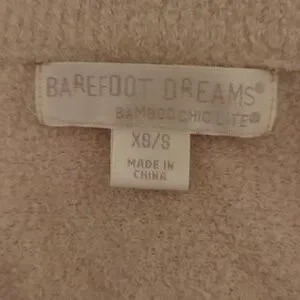 BAREFOOT DREAMS®
BAMBOO CHIC LITE®
XS/S
MADE IN
CHINA